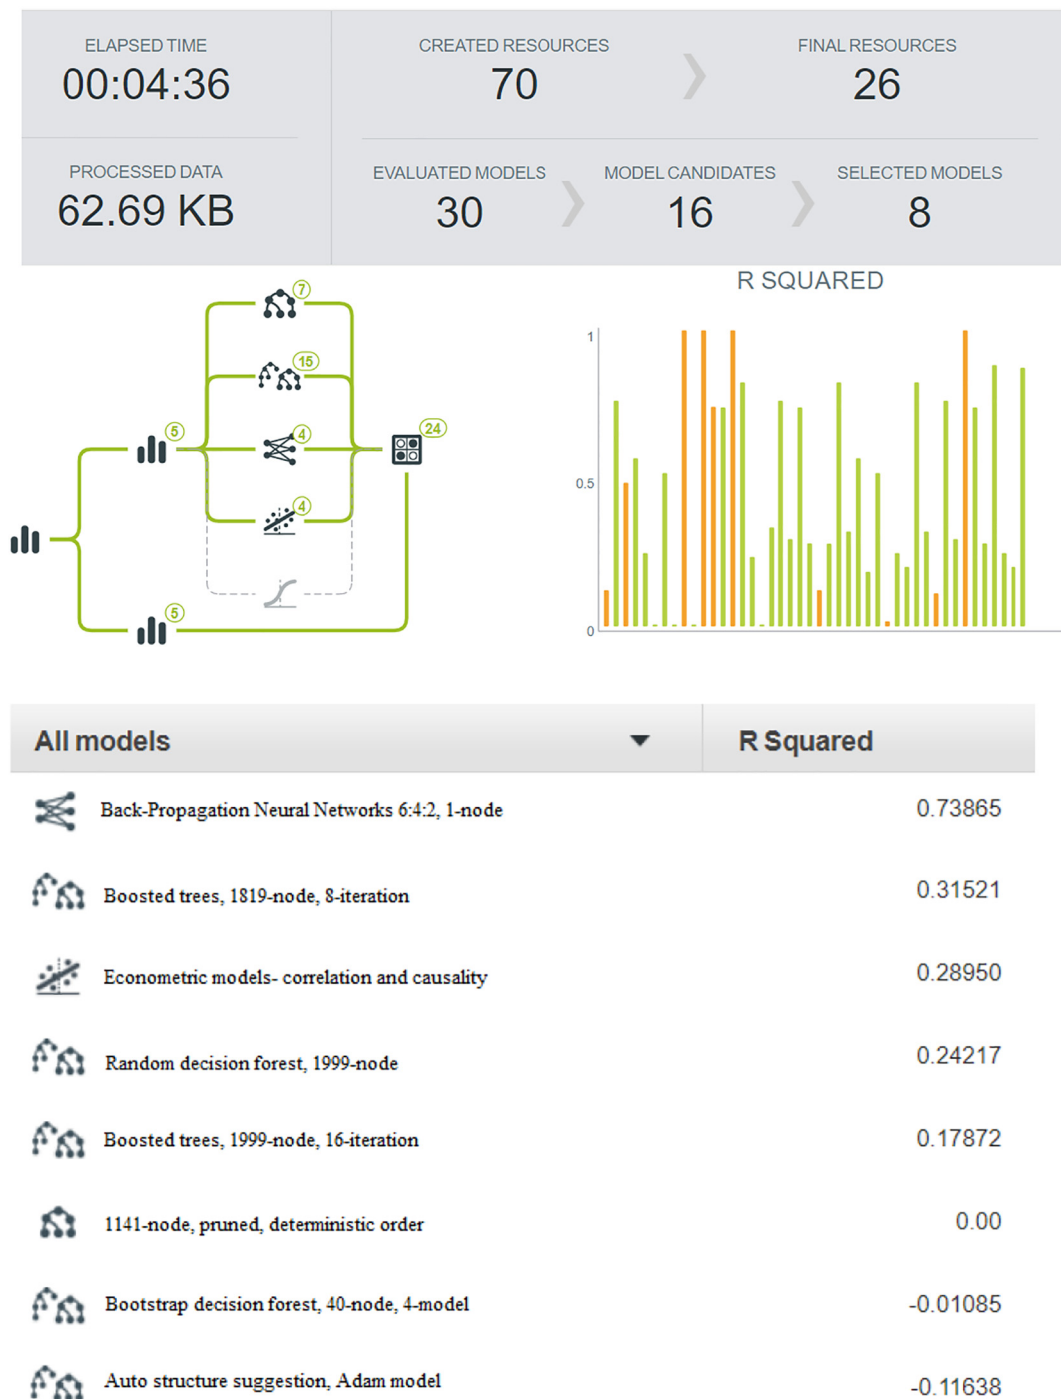 ELAPSED TIME
00:04:36
CREATED RESOURCES
70
FINAL RESOURCES
26
PROCESSED DATA
62.69 KB
EVALUATED MODELS
30
MODEL CANDIDATES
16
SELECTED MODELS
8
7
15
4
4
5
24
5
R SQUARED
1
0.5
0
All models R Squared
Back-Propagation Neural Networks 6:4:2, 1-node 0.73865
Boosted trees, 1819-node, 8-iteration 0.31521
Econometric models- correlation and causality 0.28950
Random decision forest, 1999-node 0.24217
Boosted trees, 1999-node, 16-iteration 0.17872
1141-node, pruned, deterministic order 0.00
Bootstrap decision forest, 40-node, 4-model -0.01085
Auto structure suggestion, Adam model -0.11638